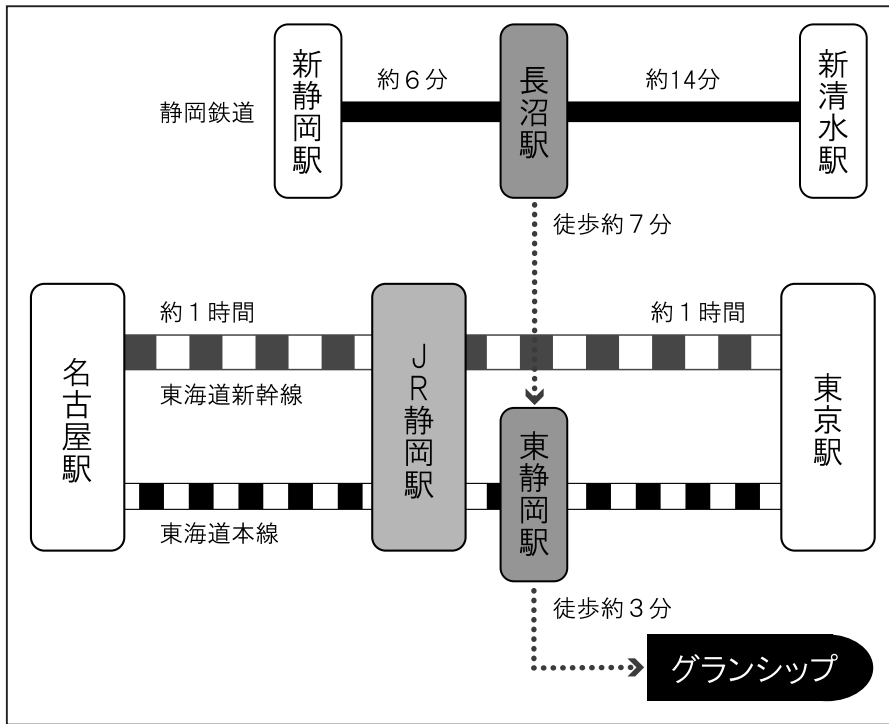 新静岡駅
約６分
長沼駅
約14分
新清水駅
静岡鉄道
徒歩約７分
名古屋駅
約１時間
東海道新幹線
ＪＲ静岡駅
約１時間
東京駅
東静岡駅
東海道本線
徒歩約３分
グランシップ